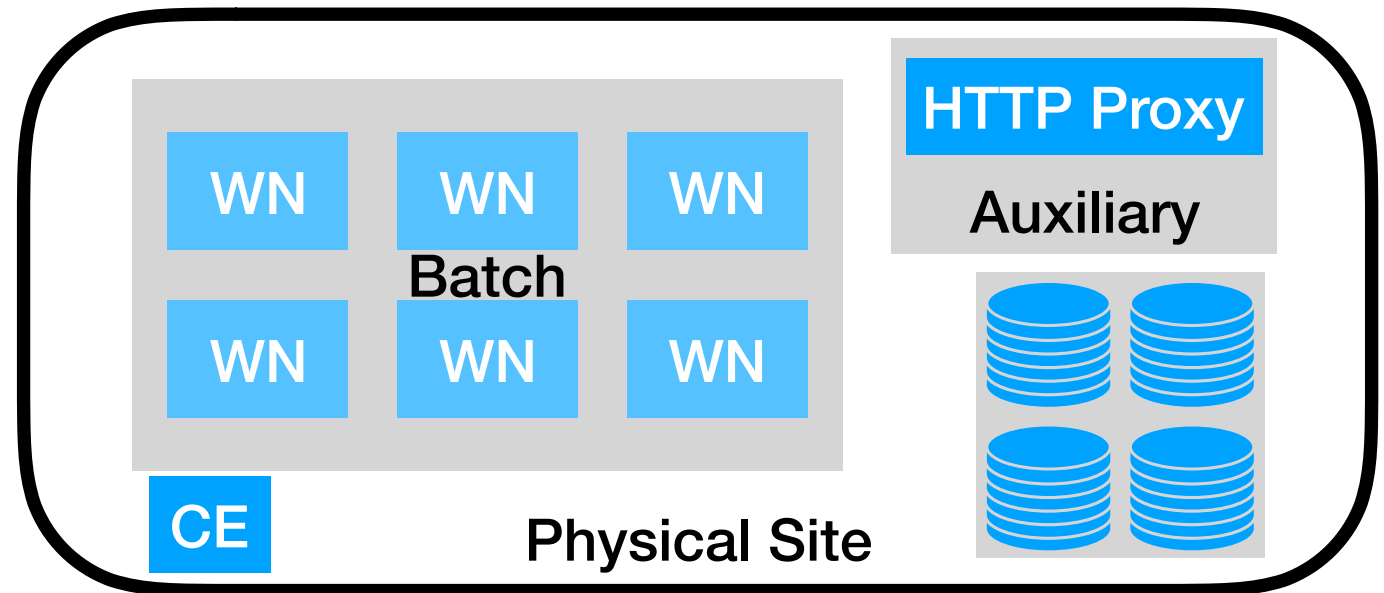 HTTP Proxy
Auxiliary
WN WN WN
Batch
WN WN WN
CE
Physical Site